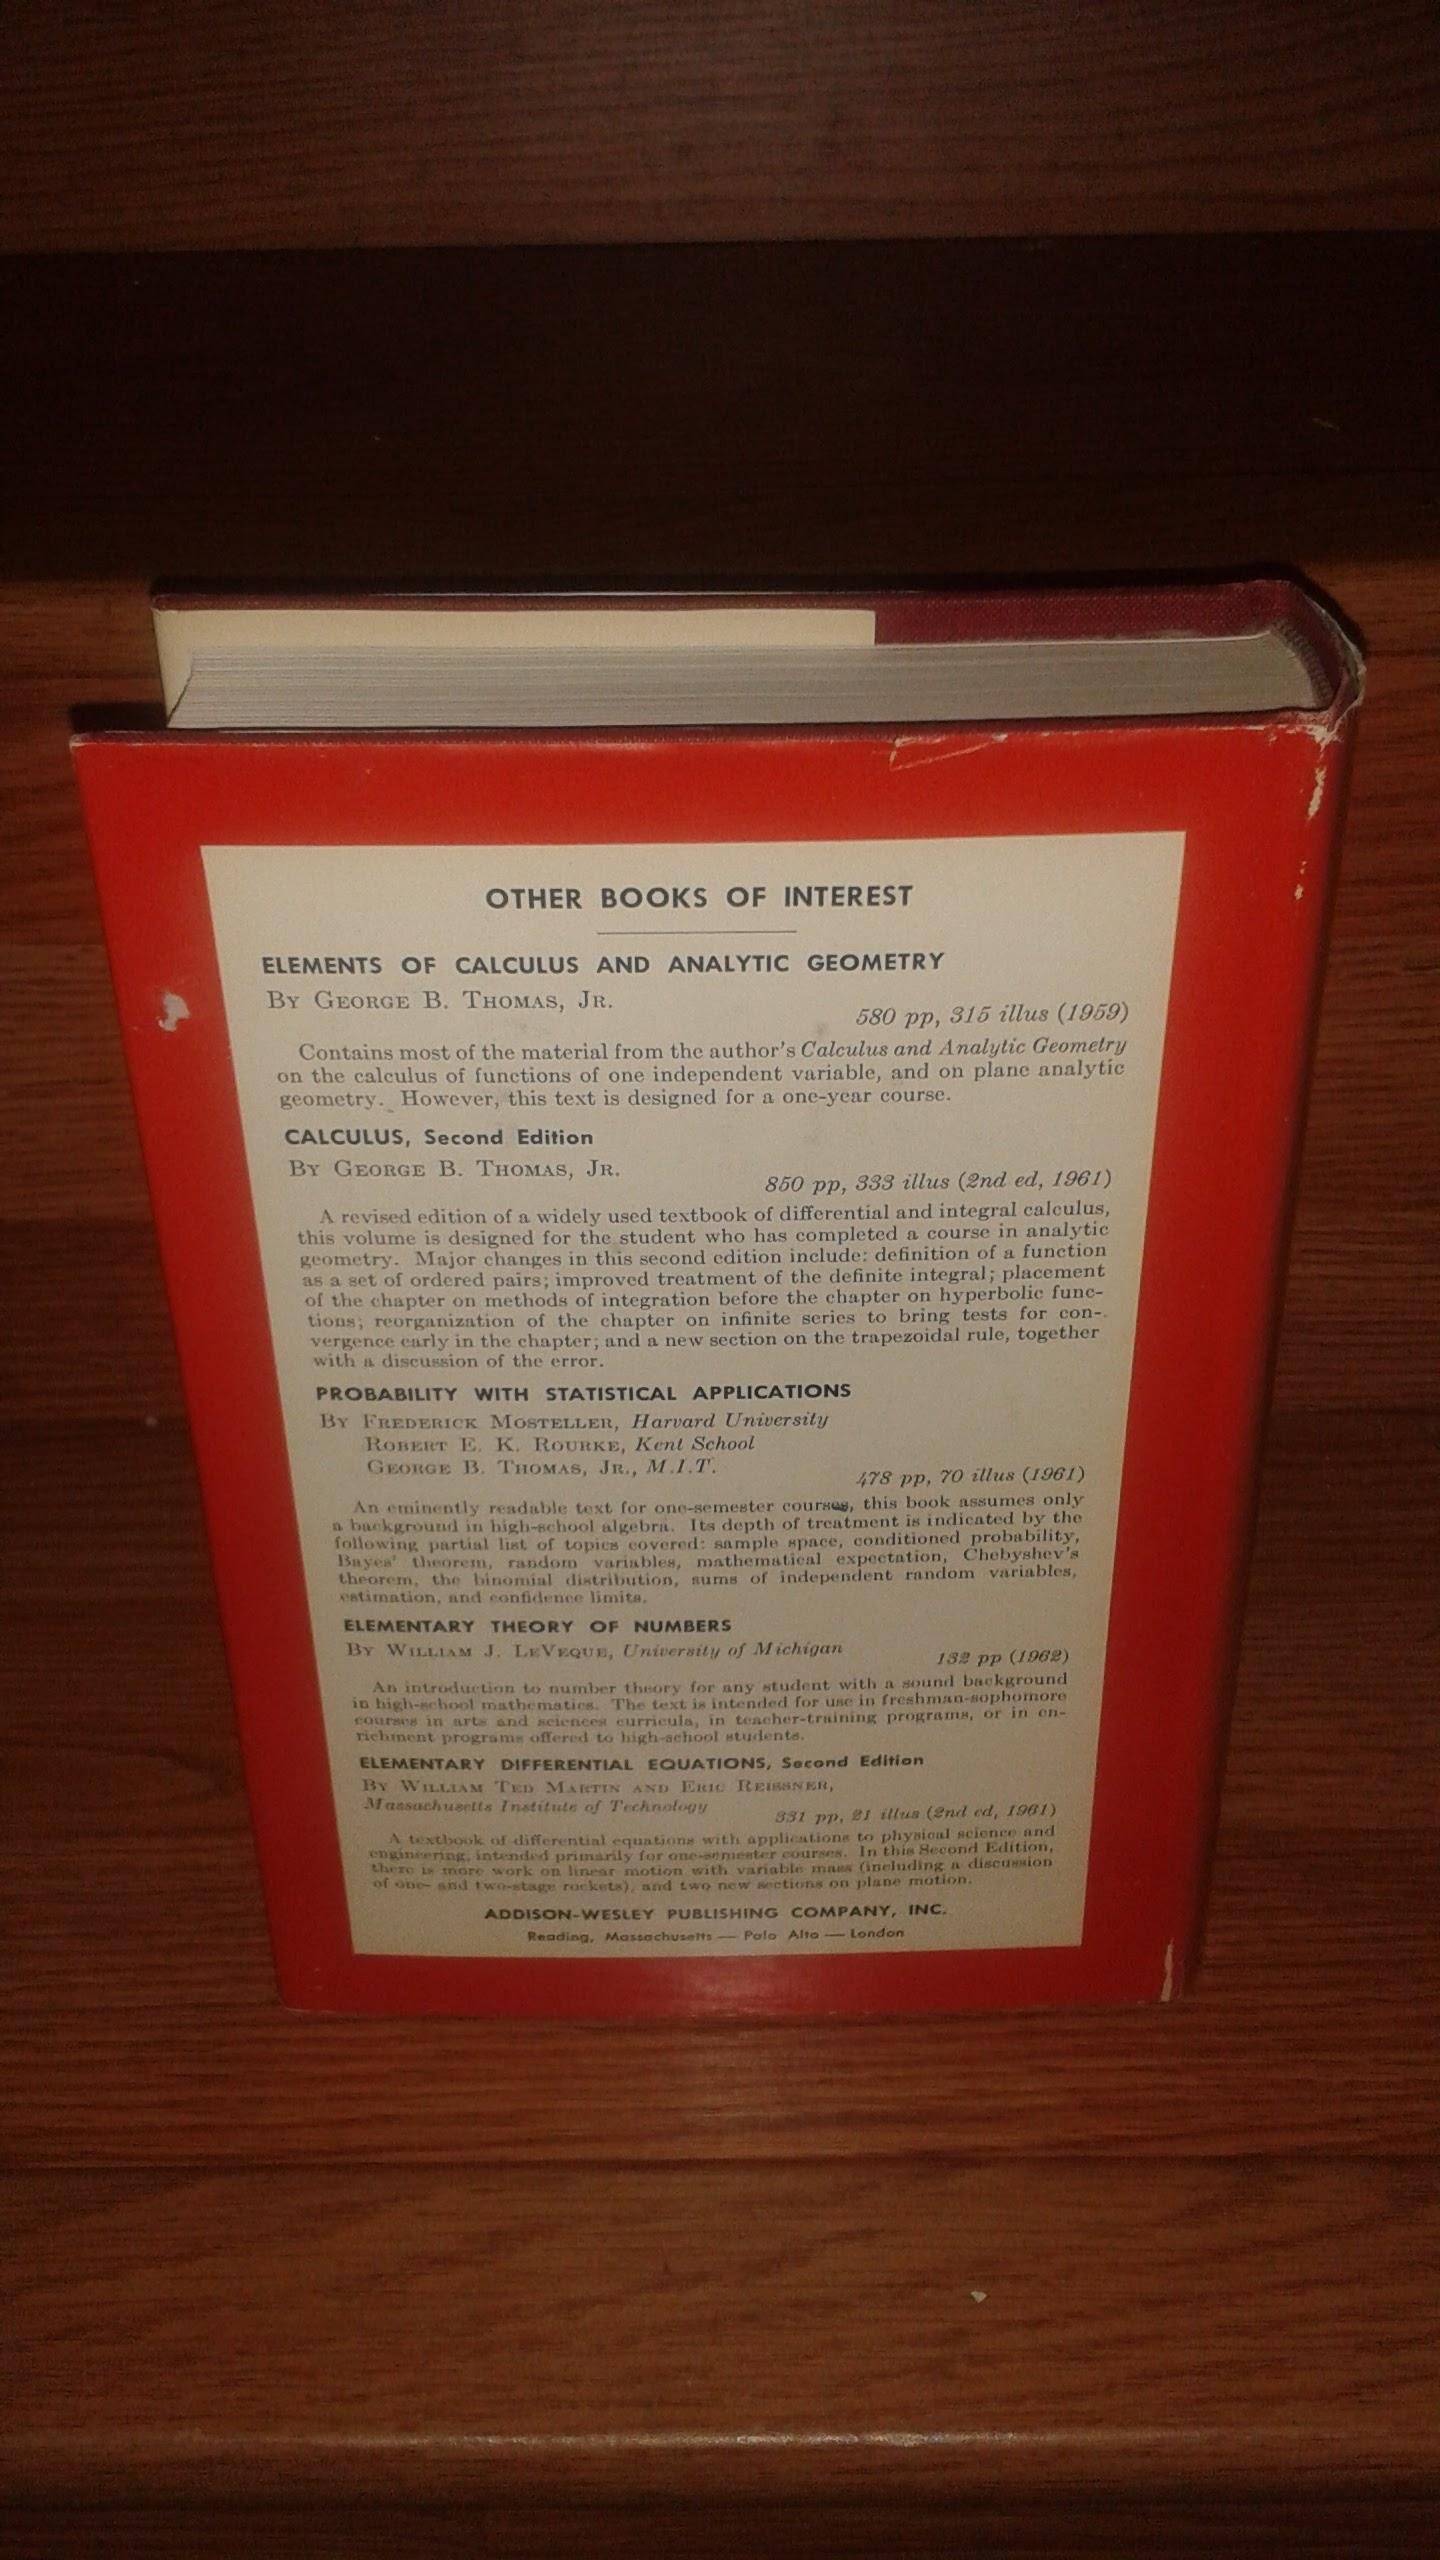 OTHER BOOKS OF INTEREST
ELEMENTS OF CALCULUS AND ANALYTIC GEOMETRY
BY GEORGE B. THOMAS, JR.
580 pp, 315 illus (1959)
Contains most of the material from the author's Calculus and Analytic Geometry
on the calculus of functions of one independent variable, and on plane analytic
geometry. However, this text is designed for a one-year course.
CALCULUS, Second Edition
BY GEORGE B. THOMAS, JR.
850 pp, 333 illus (2nd ed, 1961)
A revised edition of a widely used textbook of differential and integral calculus,
this volume is designed for the student who has completed a course in analytic
geometry. Major changes in this second edition include: definition of a function
as a set of ordered pairs; improved treatment of the definite integral; placement
of the chapter on methods of integration before the chapter on hyperbolic func-
tions; reorganization of the chapter on infinite series to bring tests for con-
vergence early in the chapter; and a new section on the trapezoidal rule, together
with a discussion of the error.
PROBABILITY WITH STATISTICAL APPLICATIONS
BY FREDERICK MOSTELLER, Harvard University
ROBERT E. K. ROURKE, Kent School
GEORGE B. THOMAS, JR., M.I.T.
478 pp, 70 illus (1961)
An eminently readable text for one-semester courses, this book assumes only
a background in high-school algebra. Its depth of treatment is indicated by the
following partial list of topics covered: sample space, conditioned probability,
Bayes' theorem, random variables, mathematical expectation, Chebyshev's
theorem, the binomial distribution, sums of independent random variables,
estimation, and confidence limits.
ELEMENTARY THEORY OF NUMBERS
BY WILLIAM J. LEVEQUE, University of Michigan
132 pp (1962)
An introduction to number theory for any student with a sound background
in high-school mathematics. The text is intended for use in freshman-sophomore
courses in arts and sciences curricula, in teacher-training programs, or in en-
richment programs offered to high-school students.
ELEMENTARY DIFFERENTIAL EQUATIONS, Second Edition
BY WILLIAM TED MARTIN AND ERIC REISSNER,
Massachusetts Institute of Technology
331 pp, 21 illus (2nd ed, 1961)
A textbook of differential equations with applications to physical science and
engineering, intended primarily for one-semester courses. In this Second Edition,
there is more work on linear motion with variable mass (including a discussion
of one- and two-stage rockets), and two new sections on plane motion.
ADDISON-WESLEY PUBLISHING COMPANY, INC.
Reading, Massachusetts — Palo Alto — London